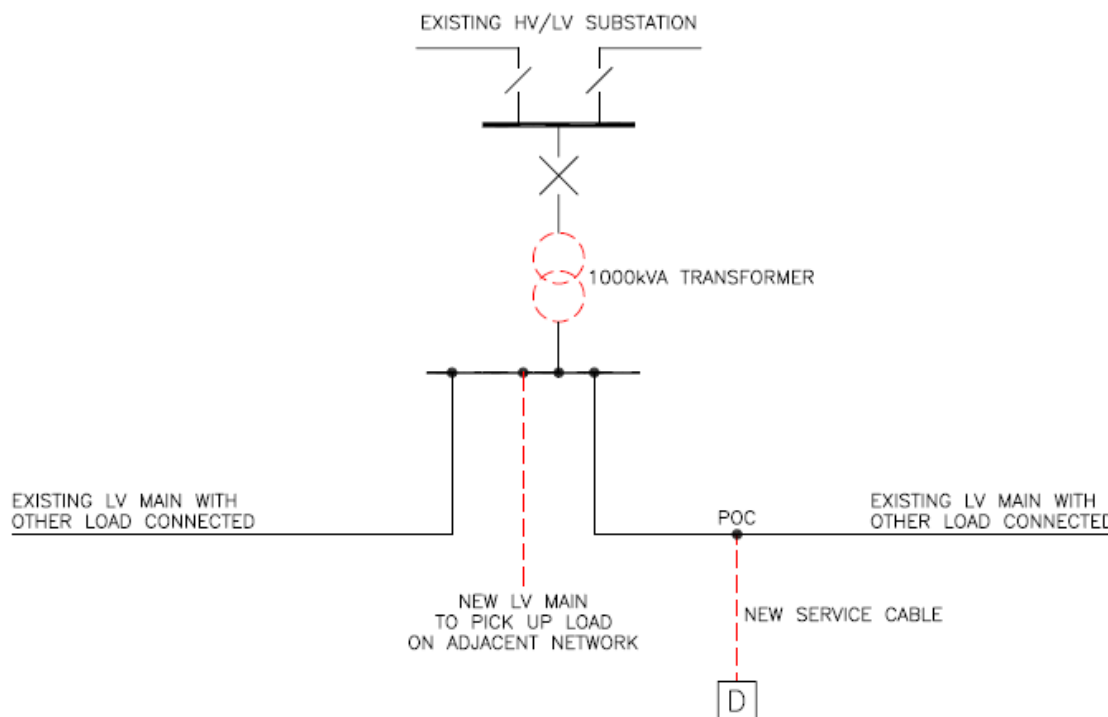 EXISTING HV/LV SUBSTATION
1000kVA TRANSFORMER
EXISTING LV MAIN WITH
OTHER LOAD CONNECTED
POC
EXISTING LV MAIN WITH
OTHER LOAD CONNECTED
NEW LV MAIN
TO PICK UP LOAD
ON ADJACENT NETWORK
NEW SERVICE CABLE
D